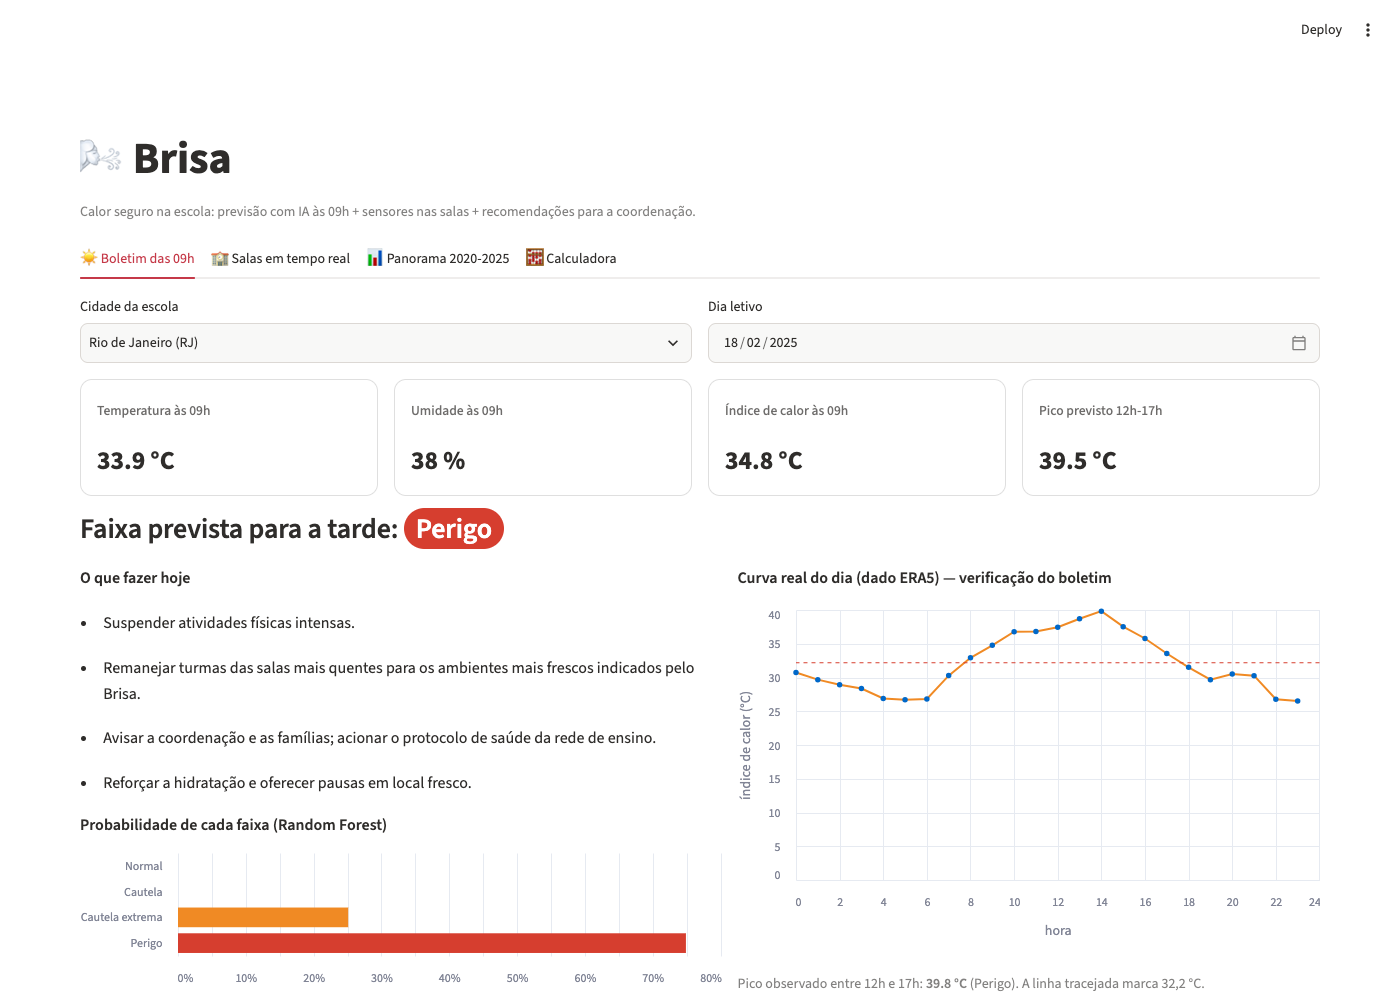 Deploy
Brisa
Calor seguro na escola: previsão com IA às 09h + sensores nas salas + recomendações para a coordenação.
Boletim das 09h
Salas em tempo real
Panorama 2020-2025
Calculadora
Cidade da escola
Dia letivo
Rio de Janeiro (RJ)
18 / 02 / 2025
Temperatura às 09h
Umidade às 09h
Índice de calor às 09h
Pico previsto 12h-17h
33.9 °C
38 %
34.8 °C
39.5 °C
Faixa prevista para a tarde: Perigo
O que fazer hoje
Suspender atividades físicas intensas.
Remanejar turmas das salas mais quentes para os ambientes mais frescos indicados pelo
Brisa.
Avisar a coordenação e as famílias; acionar o protocolo de saúde da rede de ensino.
Reforçar a hidratação e oferecer pausas em local fresco.
Probabilidade de cada faixa (Random Forest)
Normal
Cautela
Cautela extrema
Perigo
0% 10% 20% 30% 40% 50% 60% 70% 80%
Curva real do dia (dado ERA5) — verificação do boletim
40
35
30
25
20
15
10
5
0
índice de calor (°C)
0 2 4 6 8 10 12 14 16 18 20 22 24
hora
Pico observado entre 12h e 17h: 39.8 °C (Perigo). A linha tracejada marca 32,2 °C.